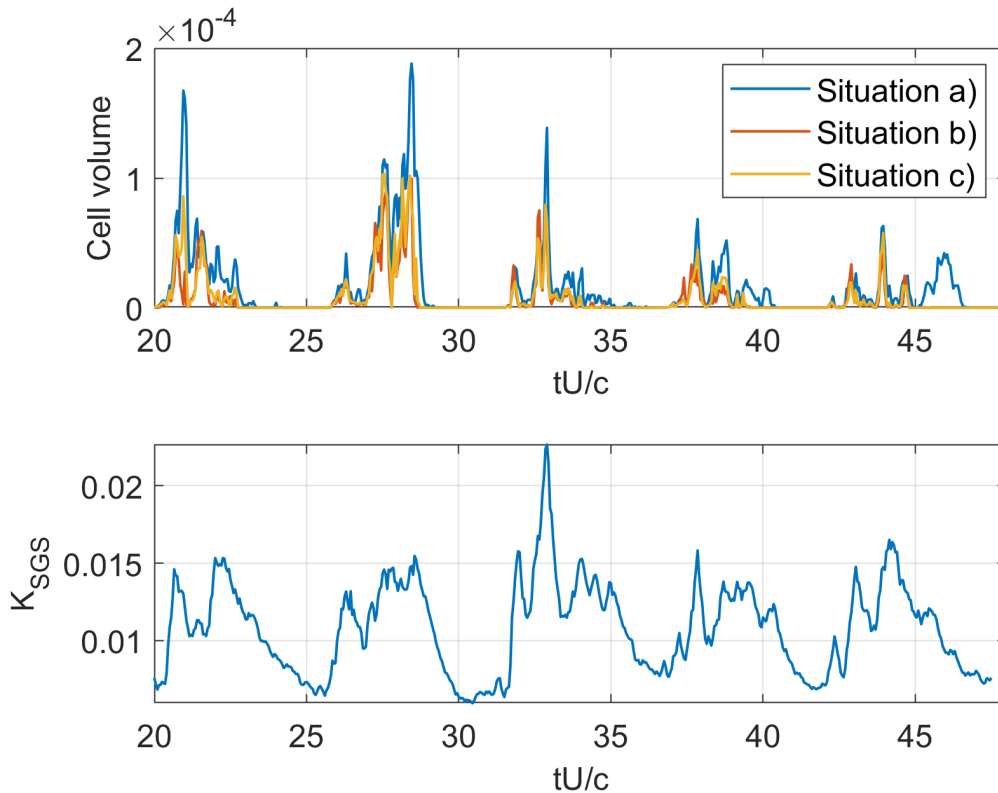 ×10⁻⁴
2
1
0
Cell volume
Situation a)
Situation b)
Situation c)
20 25 30 35 40 45
tU/c
0.02
0.015
0.01
K_SGS
20 25 30 35 40 45
tU/c